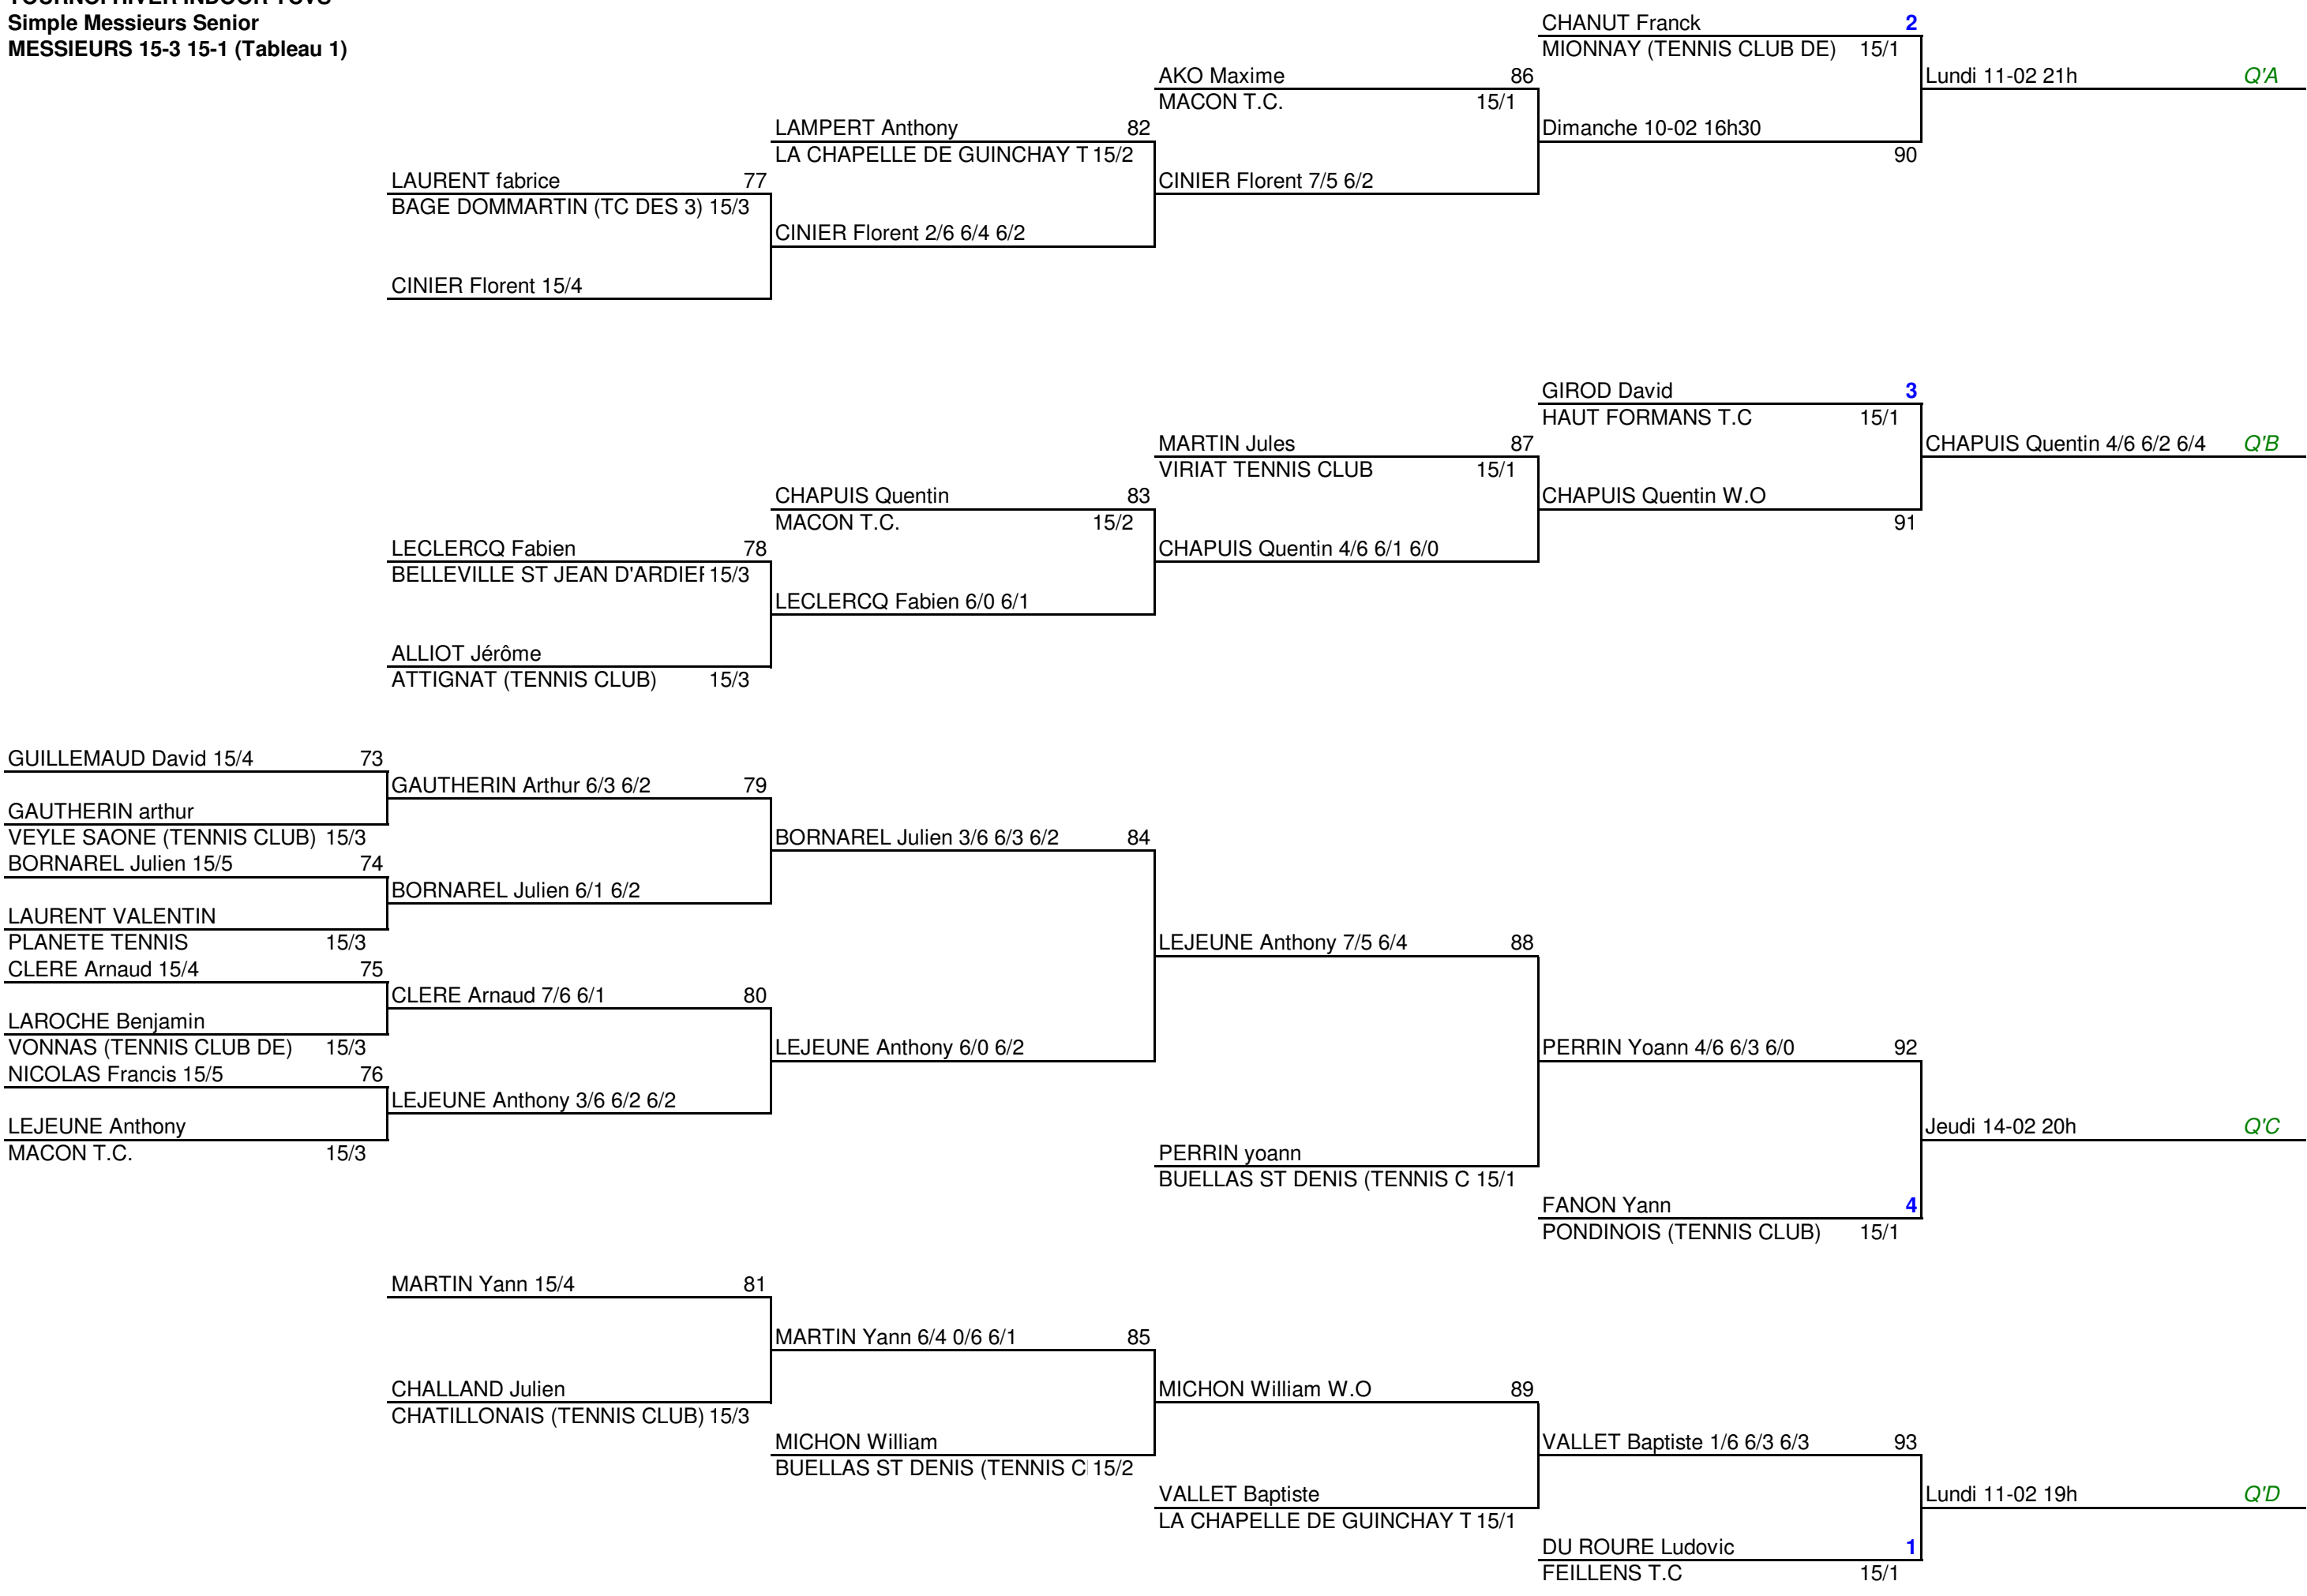 TOURNOI HIVER INDOOR TCVS
Simple Messieurs Senior
MESSIEURS 15-3 15-1 (Tableau 1)
CHANUT Franck 2
MIONNAY (TENNIS CLUB DE) 15/1
AKO Maxime 86
MACON T.C. 15/1
Lundi 11-02 21h Q'A
LAMPERT Anthony 82
LA CHAPELLE DE GUINCHAY T 15/2
Dimanche 10-02 16h30
90
LAURENT fabrice 77
BAGE DOMMARTIN (TC DES 3) 15/3
CINIER Florent 7/5 6/2
CINIER Florent 2/6 6/4 6/2
CINIER Florent 15/4
GIROD David 3
HAUT FORMANS T.C 15/1
MARTIN Jules 87
VIRIAT TENNIS CLUB 15/1
CHAPUIS Quentin 4/6 6/2 6/4 Q'B
CHAPUIS Quentin 83
MACON T.C. 15/2
CHAPUIS Quentin W.O
91
LECLERCQ Fabien 78
BELLEVILLE ST JEAN D'ARDIER 15/3
CHAPUIS Quentin 4/6 6/1 6/0
LECLERCQ Fabien 6/0 6/1
ALLIOT Jérôme
ATTIGNAT (TENNIS CLUB) 15/3
GUILLEMAUD David 15/4 73
GAUTHERIN Arthur 6/3 6/2 79
GAUTHERIN arthur
VEYLE SAONE (TENNIS CLUB) 15/3
BORNAREL Julien 3/6 6/3 6/2 84
BORNAREL Julien 15/5 74
BORNAREL Julien 6/1 6/2
LAURENT VALENTIN
PLANETE TENNIS 15/3
LEJEUNE Anthony 7/5 6/4 88
CLERE Arnaud 15/4 75
CLERE Arnaud 7/6 6/1 80
LAROCHE Benjamin
VONNAS (TENNIS CLUB DE) 15/3
LEJEUNE Anthony 6/0 6/2
PERRIN Yoann 4/6 6/3 6/0 92
NICOLAS Francis 15/5 76
LEJEUNE Anthony 3/6 6/2 6/2
LEJEUNE Anthony
MACON T.C. 15/3
Jeudi 14-02 20h Q'C
PERRIN yoann
BUELLAS ST DENIS (TENNIS C 15/1
FANON Yann 4
PONDINOIS (TENNIS CLUB) 15/1
MARTIN Yann 15/4 81
MARTIN Yann 6/4 0/6 6/1 85
CHALLAND Julien
CHATILLONAIS (TENNIS CLUB) 15/3
MICHON William W.O 89
MICHON William
BUELLAS ST DENIS (TENNIS C 15/2
VALLET Baptiste 1/6 6/3 6/3 93
VALLET Baptiste
LA CHAPELLE DE GUINCHAY T 15/1
Lundi 11-02 19h Q'D
DU ROURE Ludovic 1
FEILLENS T.C 15/1